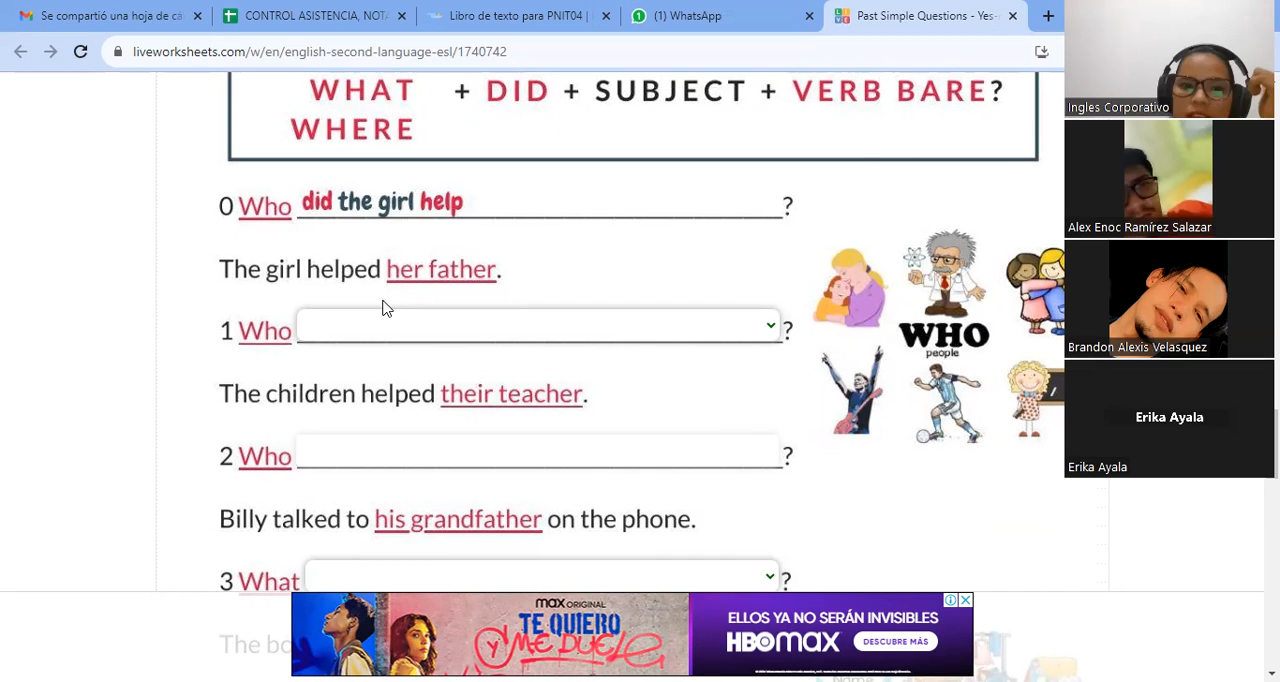 Se compartió una hoja de cá
CONTROL ASISTENCIA, NOTA
Libro de texto para PNIT04 |
(1) WhatsApp
Past Simple Questions - Yes-
liveworksheets.com/w/en/english-second-language-esl/1740742
WHAT + DID + SUBJECT + VERB BARE?
WHERE
0 Who did the girl help ?
The girl helped her father.
1 Who ?
The children helped their teacher.
2 Who ?
Billy talked to his grandfather on the phone.
3 What ?
The bo
WHO
people
max ORIGINAL
TE QUIERO
Y ME DUELE
ELLOS YA NO SERÁN INVISIBLES
HBOmax
DESCUBRE MÁS
Name
Ingles Corporativo
Alex Enoc Ramírez Salazar
Brandon Alexis Velasquez
Erika Ayala
Erika Ayala